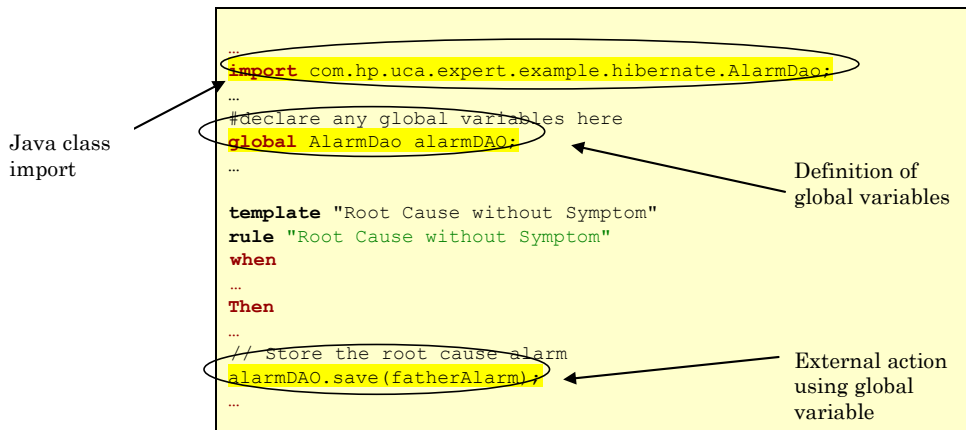 …
import com.hp.uca.expert.example.hibernate.AlarmDao;
…
#declare any global variables here
global AlarmDao alarmDAO;
…
template "Root Cause without Symptom"
rule "Root Cause without Symptom"
when
…
Then
…
// Store the root cause alarm
alarmDAO.save(fatherAlarm);
…
Java class
import
Definition of
global variables
External action
using global
variable